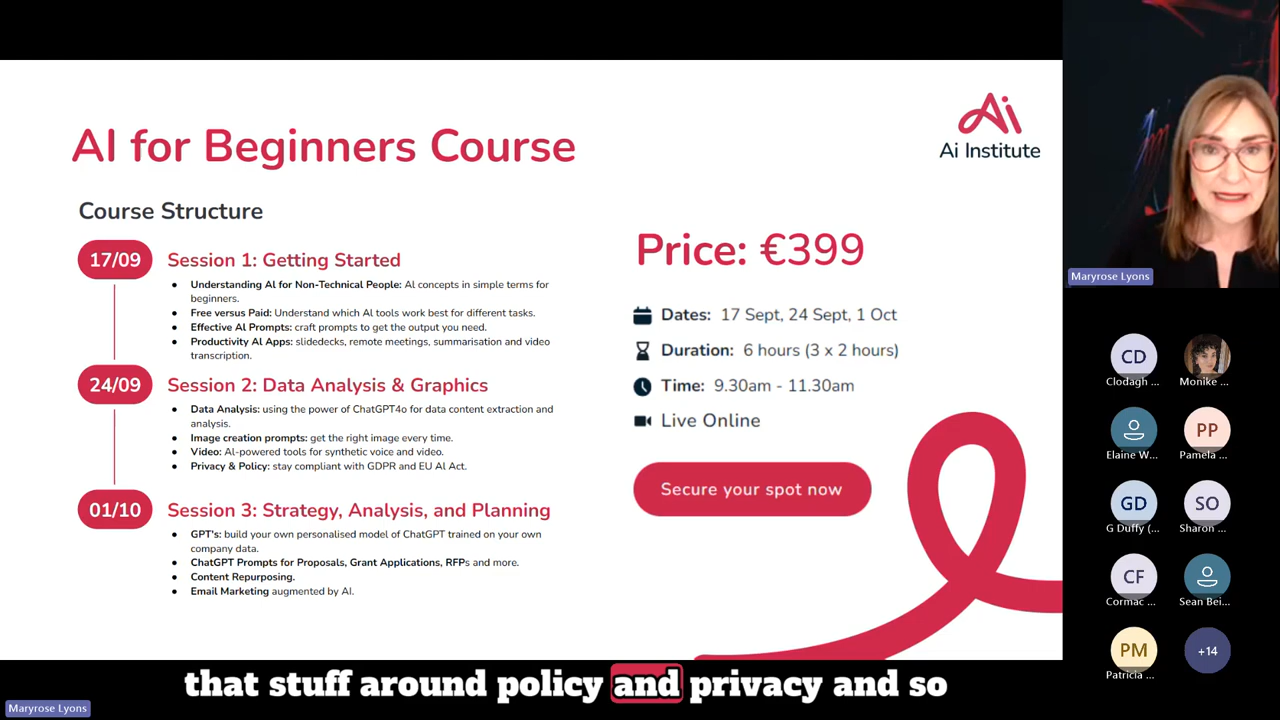 AI for Beginners Course
Ai
Ai Institute
Course Structure
17/09
Session 1: Getting Started
● Understanding AI for Non-Technical People: AI concepts in simple terms for
beginners.
● Free versus Paid: Understand which AI tools work best for different tasks.
● Effective AI Prompts: craft prompts to get the output you need.
● Productivity AI Apps: slidedecks, remote meetings, summarisation and video
transcription.
24/09
Session 2: Data Analysis & Graphics
● Data Analysis: using the power of ChatGPT4o for data content extraction and
analysis.
● Image creation prompts: get the right image every time.
● Video: AI-powered tools for synthetic voice and video.
● Privacy & Policy: stay compliant with GDPR and EU AI Act.
01/10
Session 3: Strategy, Analysis, and Planning
● GPT's: build your own personalised model of ChatGPT trained on your own
company data.
● ChatGPT Prompts for Proposals, Grant Applications, RFPs and more.
● Content Repurposing.
● Email Marketing augmented by AI.
Price: €399
Dates: 17 Sept, 24 Sept, 1 Oct
Duration: 6 hours (3 x 2 hours)
Time: 9.30am - 11.30am
Live Online
Secure your spot now
Maryrose Lyons
CD
Clodagh ...
Monike ...
Elaine W...
PP
Pamela ...
GD
G Duffy (...
SO
Sharon ...
CF
Cormac ...
Sean Bei...
PM
Patricia ...
+14
that stuff around policy and privacy and so
Maryrose Lyons